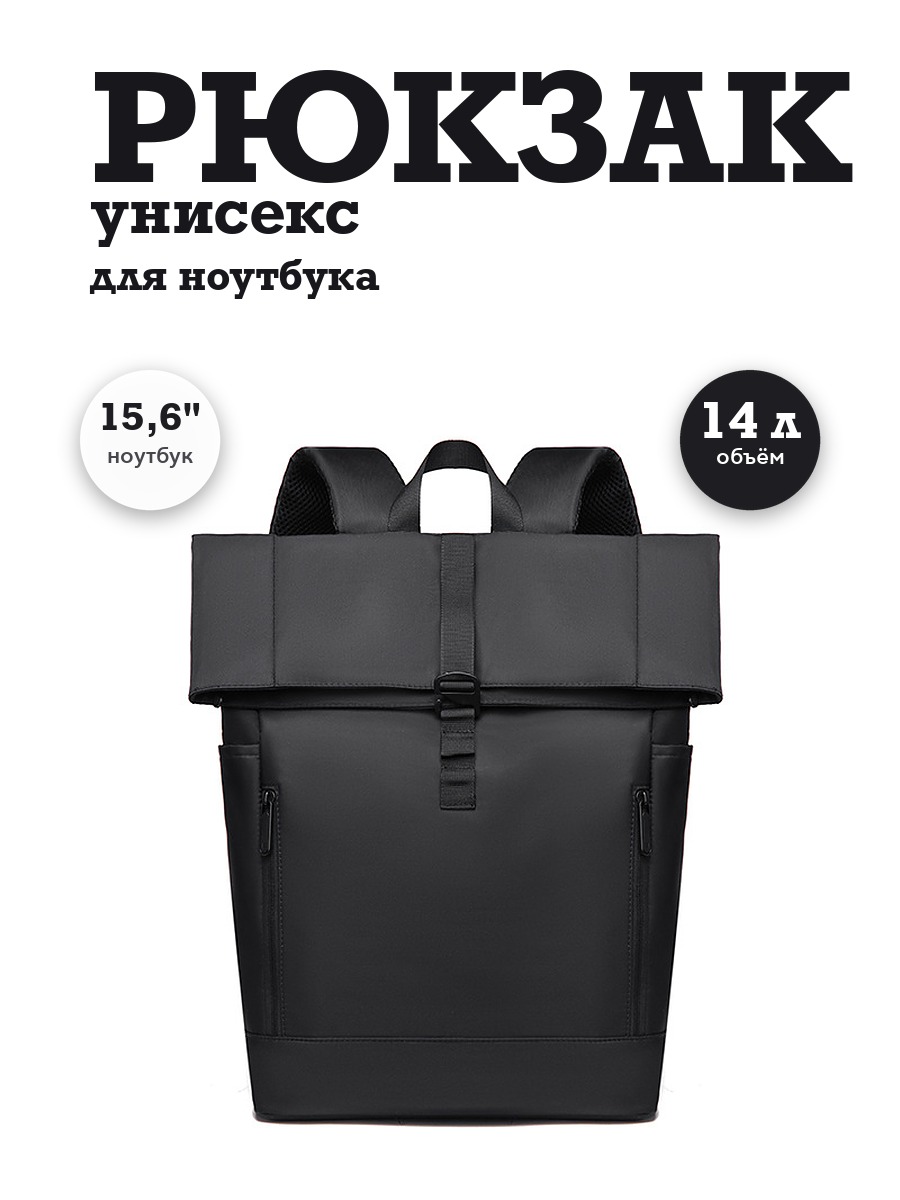 РЮКЗАК
унисекс
для ноутбука
15,6"
ноутбук
14 л
объём